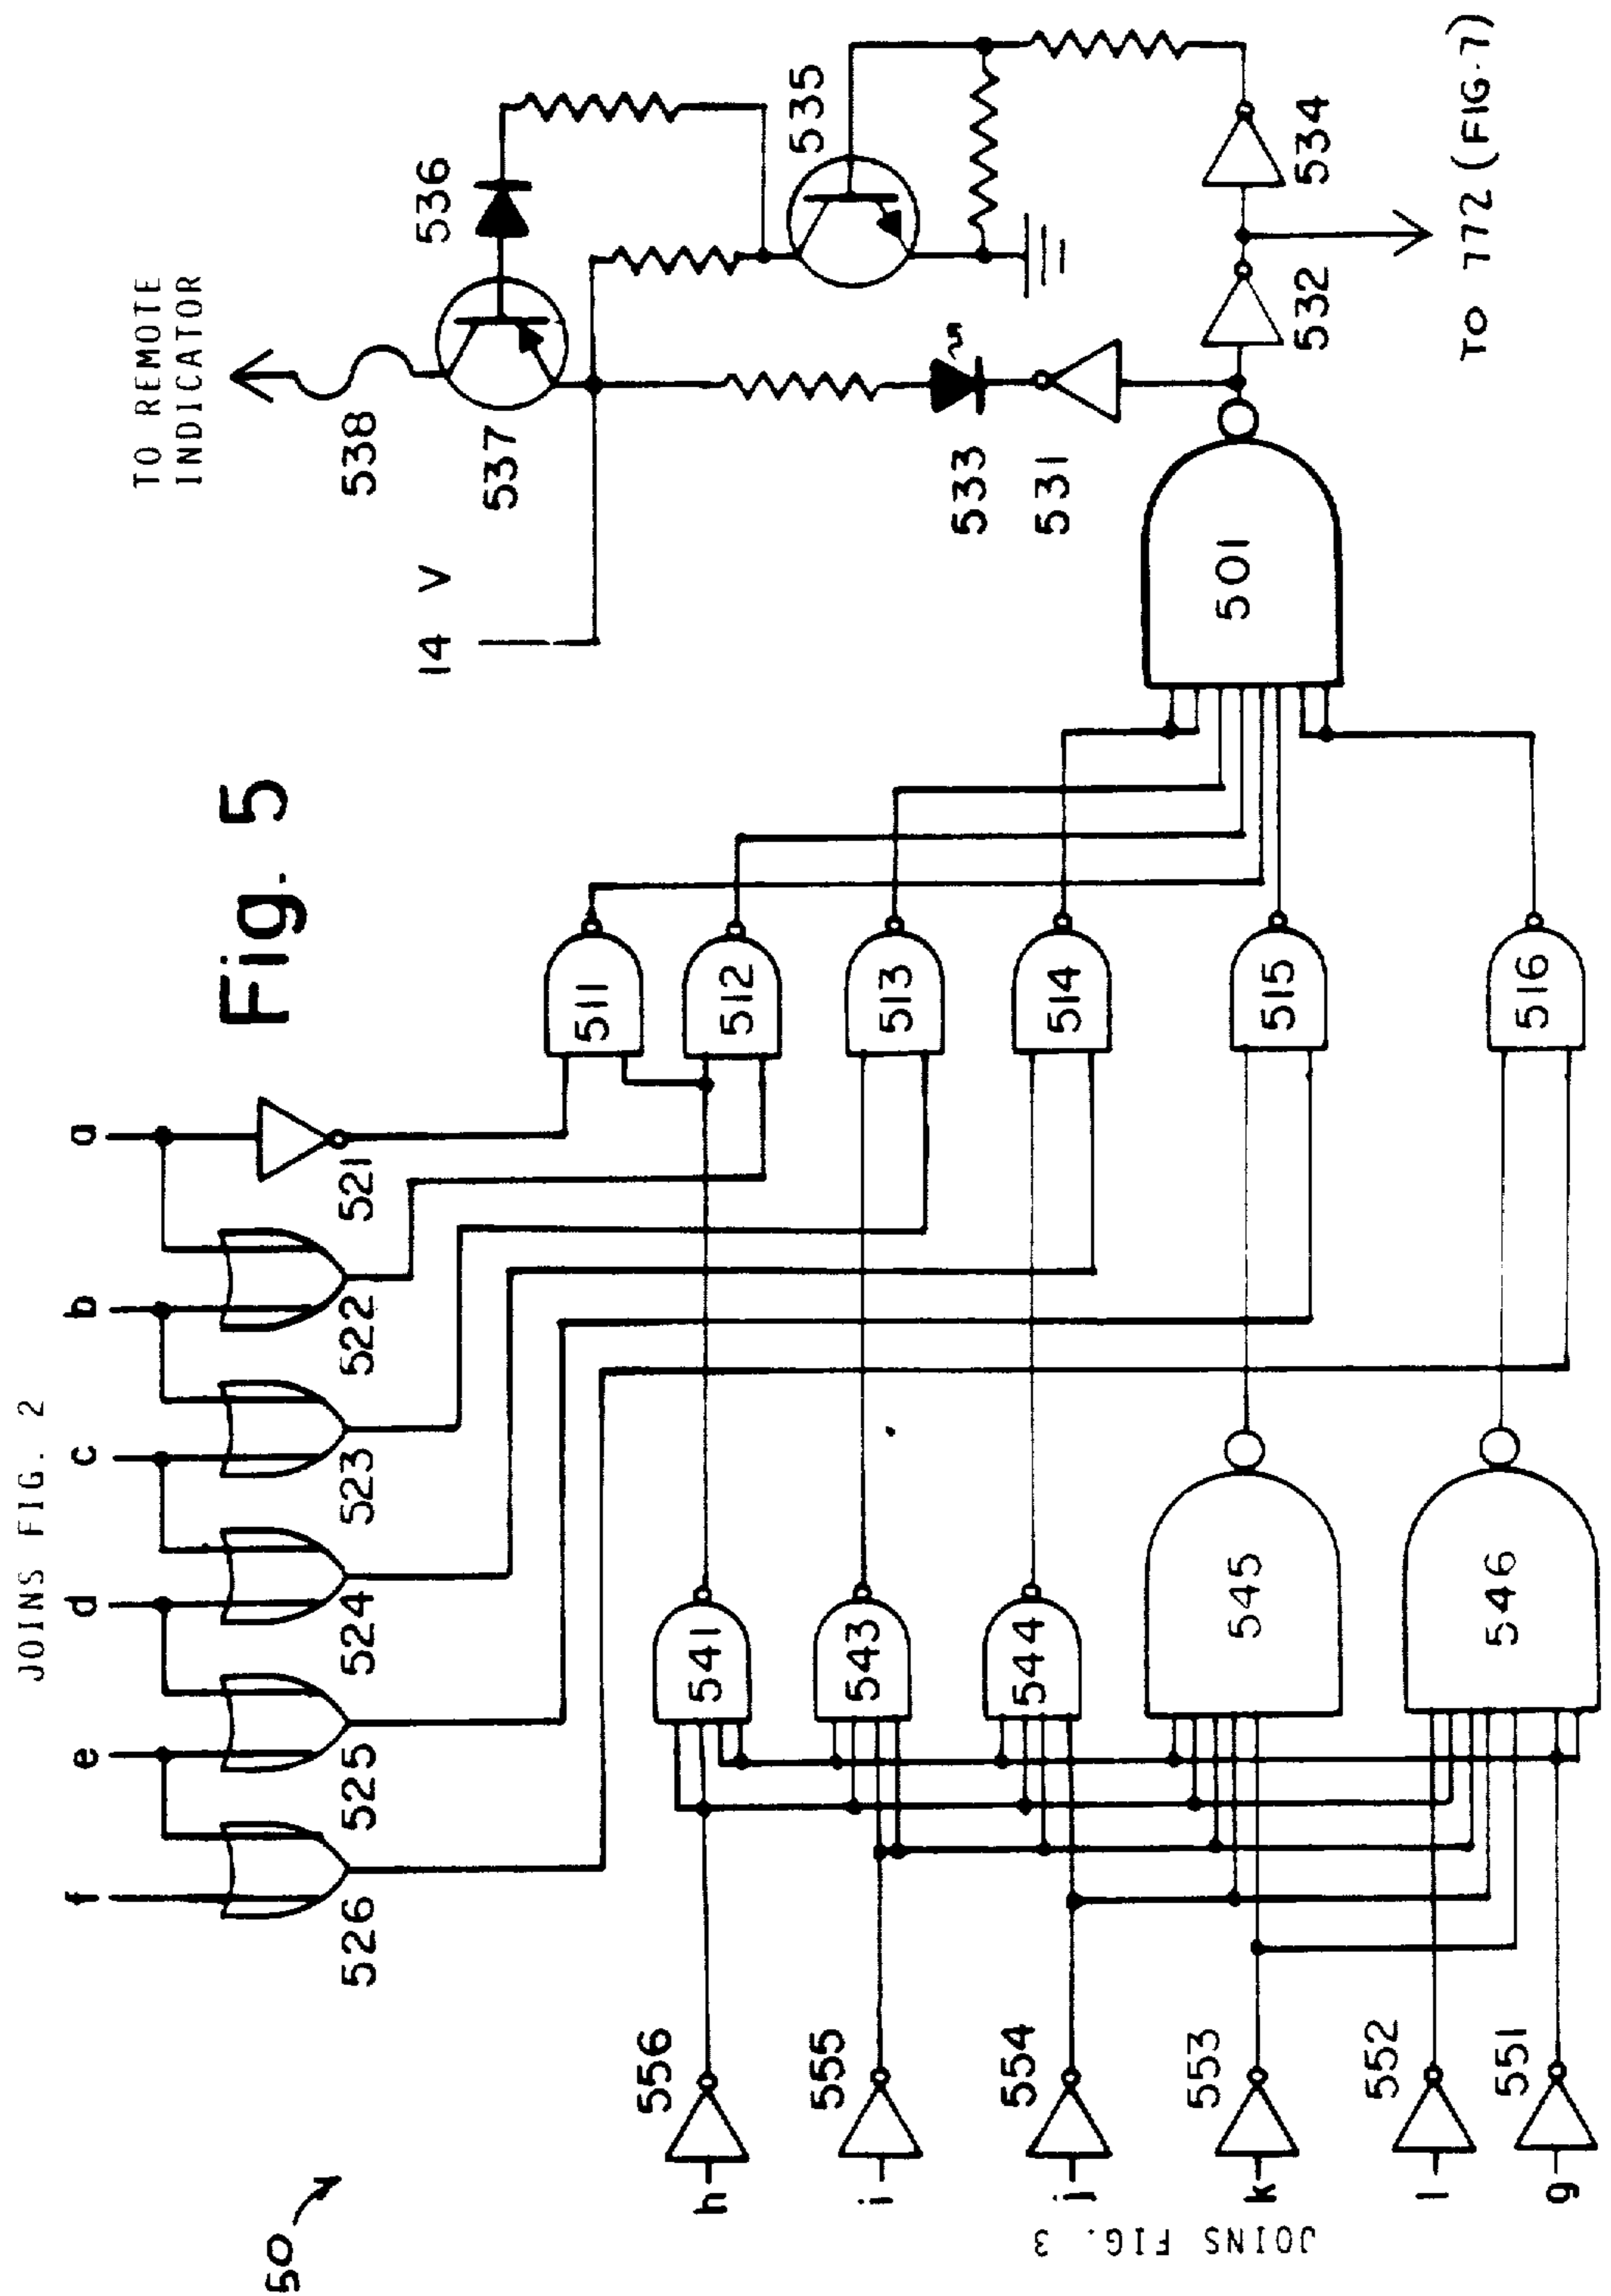 50
Fig. 5
JOINS FIG. 2
f
e
d
c
b
a
526
525
524
523
522
521
14 V
TO REMOTE
INDICATOR
538
537
536
535
533
531
532
534
TO 772 (FIG. 7)
501
511
512
513
514
515
516
541
543
544
545
546
556
555
554
553
552
551
h
i
j
k
l
g
JOINS FIG. 3